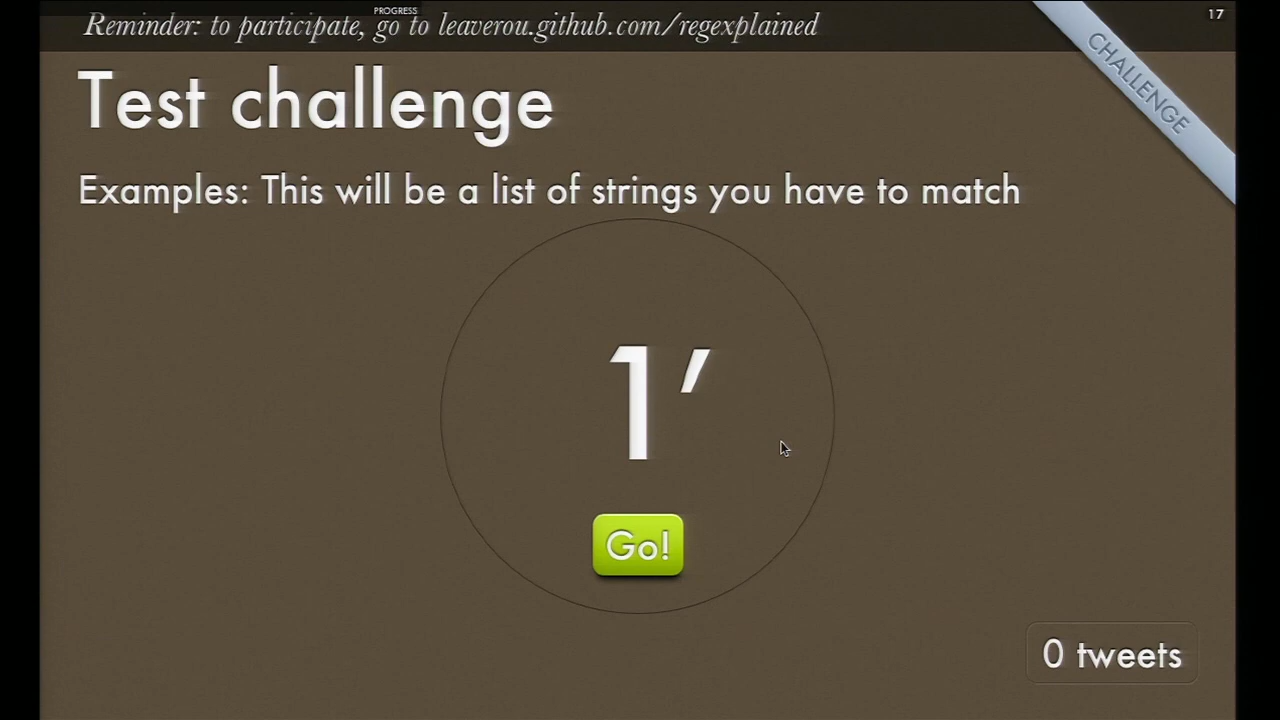 PROGRESS
Reminder: to participate, go to leaverou.github.com/regexplained
17
CHALLENGE
Test challenge
Examples: This will be a list of strings you have to match
1′
Go!
0 tweets